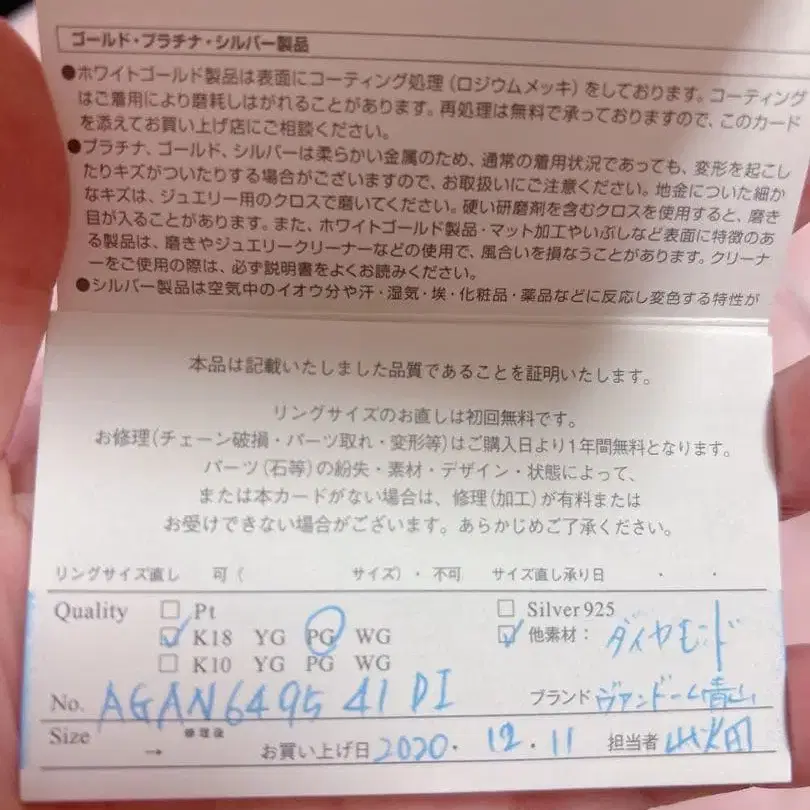 ゴールド・プラチナ・シルバー製品
●ホワイトゴールド製品は表面にコーティング処理(ロジウムメッキ)をしております。コーティング
はご着用により磨耗しはがれることがあります。再処理は無料で承っておりますので、このカード
を添えてお買い上げ店にご相談ください。
●プラチナ、ゴールド、シルバーは柔らかい金属のため、通常の着用状況であっても、変形を起こし
たりキズがついたりする場合がございますので、お取扱いにご注意ください。地金についた細か
なキズは、ジュエリー用のクロスで磨いてください。硬い研磨剤を含むクロスを使用すると、磨き
目が入ることがあります。また、ホワイトゴールド製品・マット加工やいぶしなど表面に特徴のあ
る製品は、磨きやジュエリークリーナーなどの使用で、風合いを損なうことがあります。クリーナ
ーをご使用の際は、必ず説明書をよくお読みください。
●シルバー製品は空気中のイオウ分や汗・湿気・埃・化粧品・薬品などに反応し変色する特性が
本品は記載いたしました品質であることを証明いたします。
リングサイズのお直しは初回無料です。
お修理(チェーン破損・パーツ取れ・変形等)はご購入日より1年間無料となります。
パーツ(石等)の紛失・素材・デザイン・状態によって、
または本カードがない場合は、修理(加工)が有料または
お受けできない場合がございます。あらかじめご了承ください。
リングサイズ直し 可( サイズ)・不可 サイズ直し承り日 ・ ・
Quality □ Pt □ Silver925
☑ K18 YG PG WG ☑ 他素材: ダイヤモンド
□ K10 YG PG WG
No. AGAN6495 41 DI ブランド ヴァンドーム青山
Size → 修理後 お買い上げ日 2020・12・11 担当者